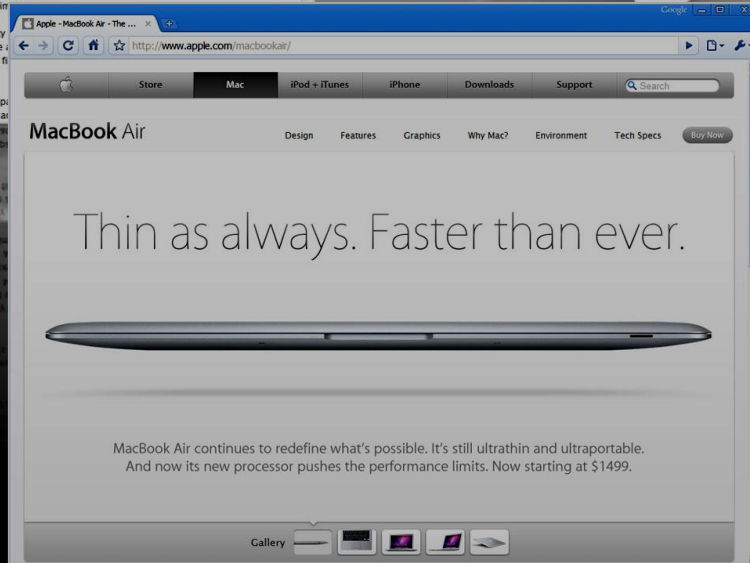 Google
Apple - MacBook Air - The ...
http://www.apple.com/macbookair/
Store Mac iPod + iTunes iPhone Downloads Support Search
MacBook Air Design Features Graphics Why Mac? Environment Tech Specs Buy Now
Thin as always. Faster than ever.
MacBook Air continues to redefine what's possible. It's still ultrathin and ultraportable.
And now its new processor pushes the performance limits. Now starting at $1499.
Gallery